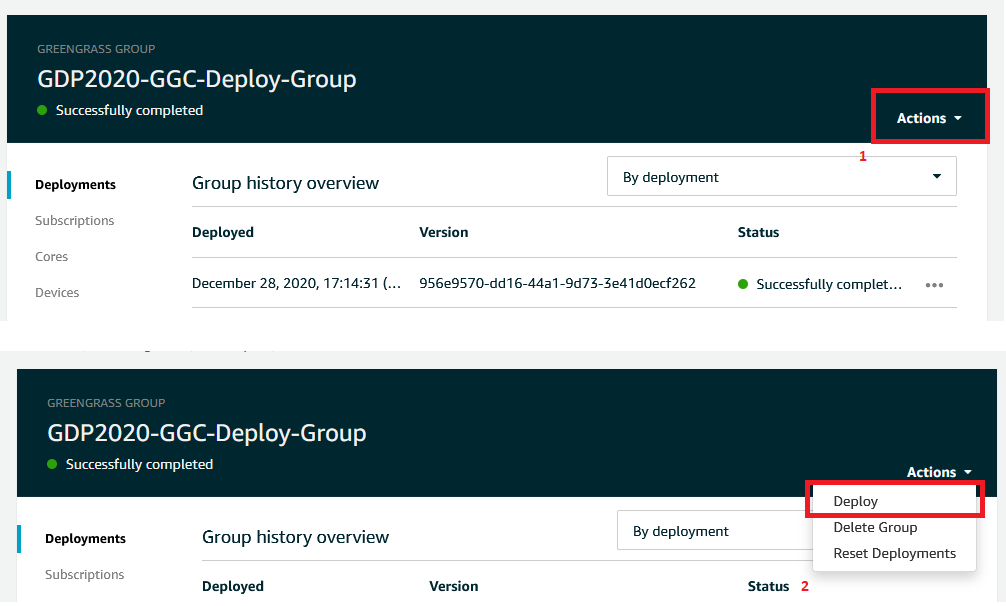 GREENGRASS GROUP
GDP2020-GGC-Deploy-Group
Successfully completed
Actions
1
Deployments
Group history overview
By deployment
Subscriptions
Deployed Version Status
Cores
December 28, 2020, 17:14:31 (... 956e9570-dd16-44a1-9d73-3e41d0ecf262 Successfully complet... •••
Devices
GREENGRASS GROUP
GDP2020-GGC-Deploy-Group
Successfully completed
Actions
Deploy
Delete Group
Reset Deployments
Deployments
Group history overview
By deployment
Subscriptions
Deployed Version Status 2